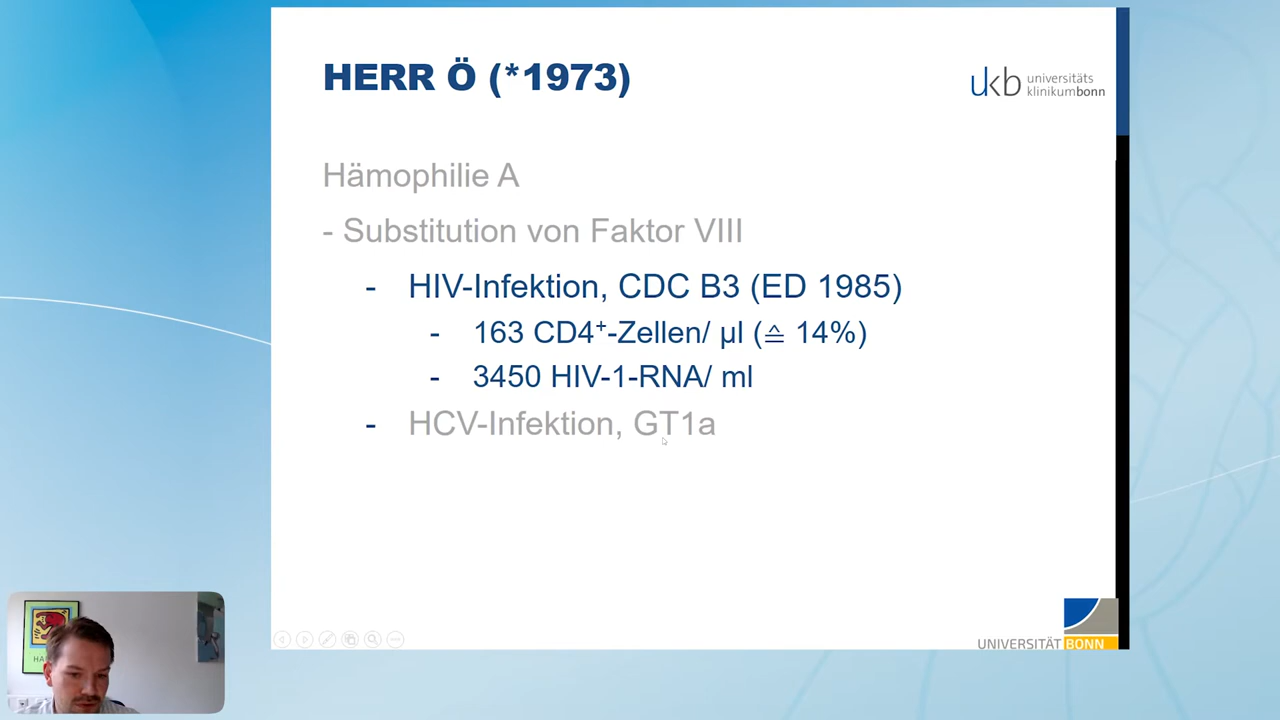 HERR Ö (*1973)
ukb universitäts
klinikumbonn
Hämophilie A
- Substitution von Faktor VIII
- HIV-Infektion, CDC B3 (ED 1985)
- 163 CD4⁺-Zellen/ µl (≙ 14%)
- 3450 HIV-1-RNA/ ml
- HCV-Infektion, GT1a
UNIVERSITÄT BONN